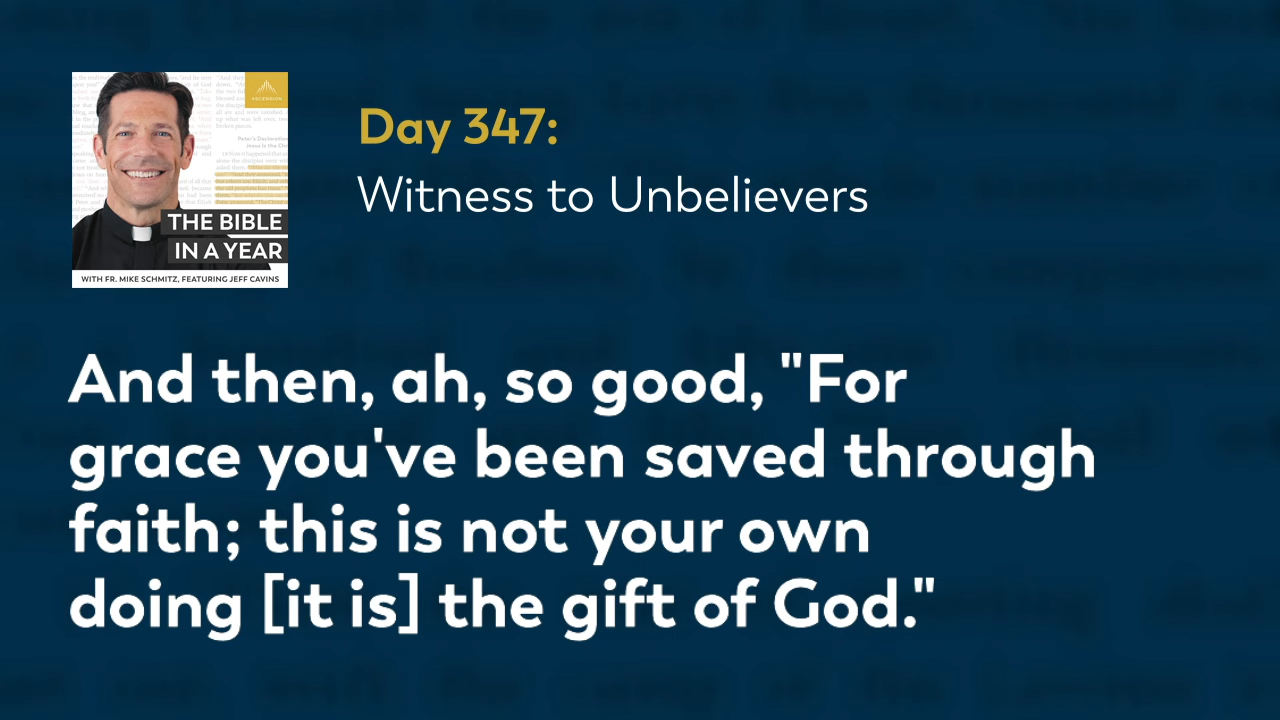 ASCENSION
THE BIBLE
IN A YEAR
WITH FR. MIKE SCHMITZ, FEATURING JEFF CAVINS
Day 347:
Witness to Unbelievers
And then, ah, so good, "For
grace you've been saved through
faith; this is not your own
doing [it is] the gift of God."